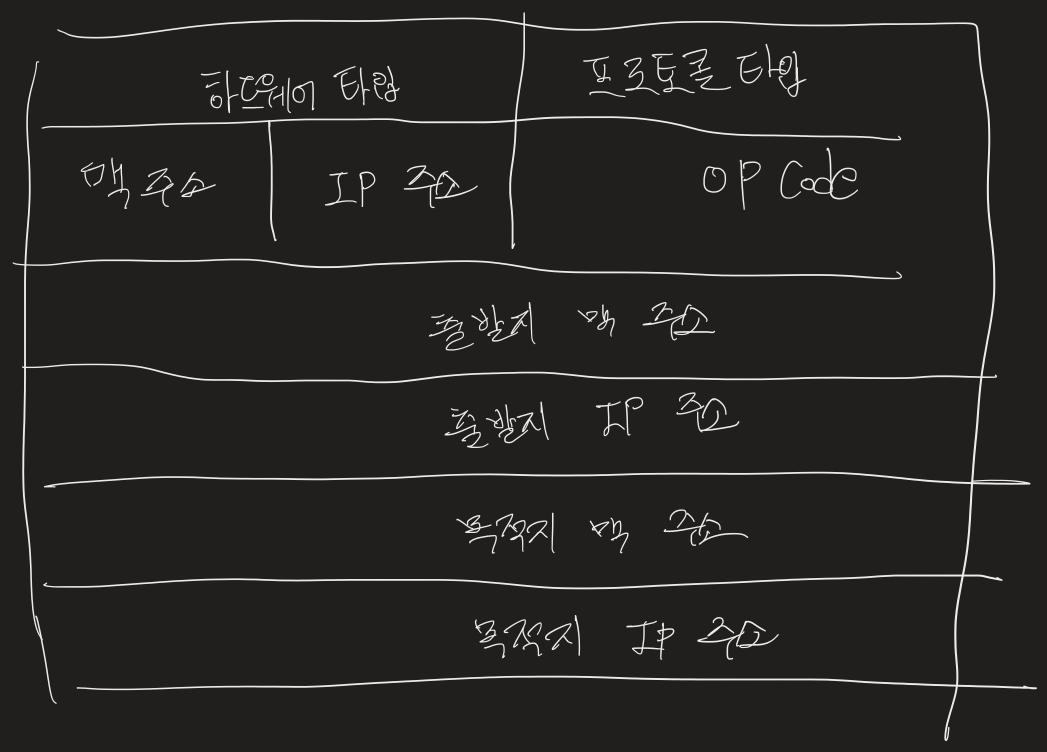 하드웨어 타입 프로토콜 타입
맥 주소 IP 주소 OP Code
출발지 맥 주소
출발지 IP 주소
목적지 맥 주소
목적지 IP 주소